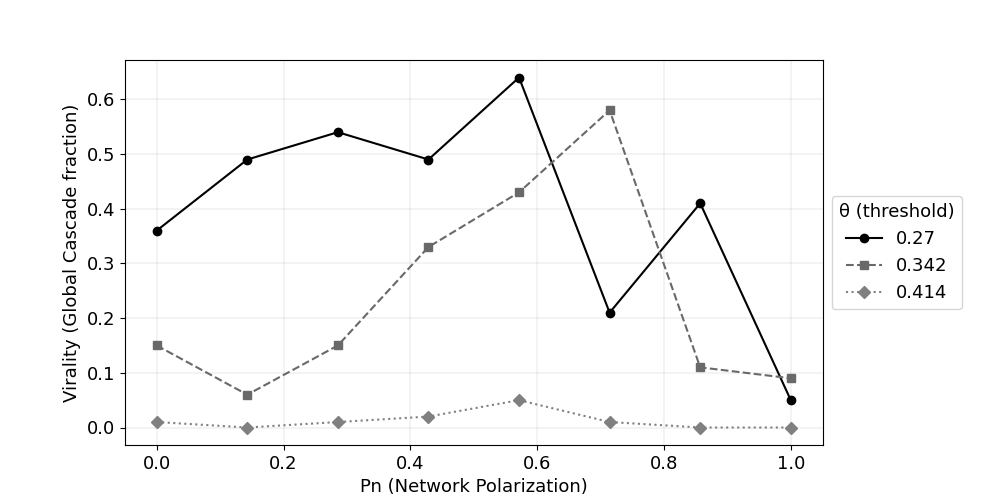 Virality (Global Cascade fraction)
0.6
0.5
0.4
0.3
0.2
0.1
0.0
0.0 0.2 0.4 0.6 0.8 1.0
Pn (Network Polarization)
θ (threshold)
0.27
0.342
0.414